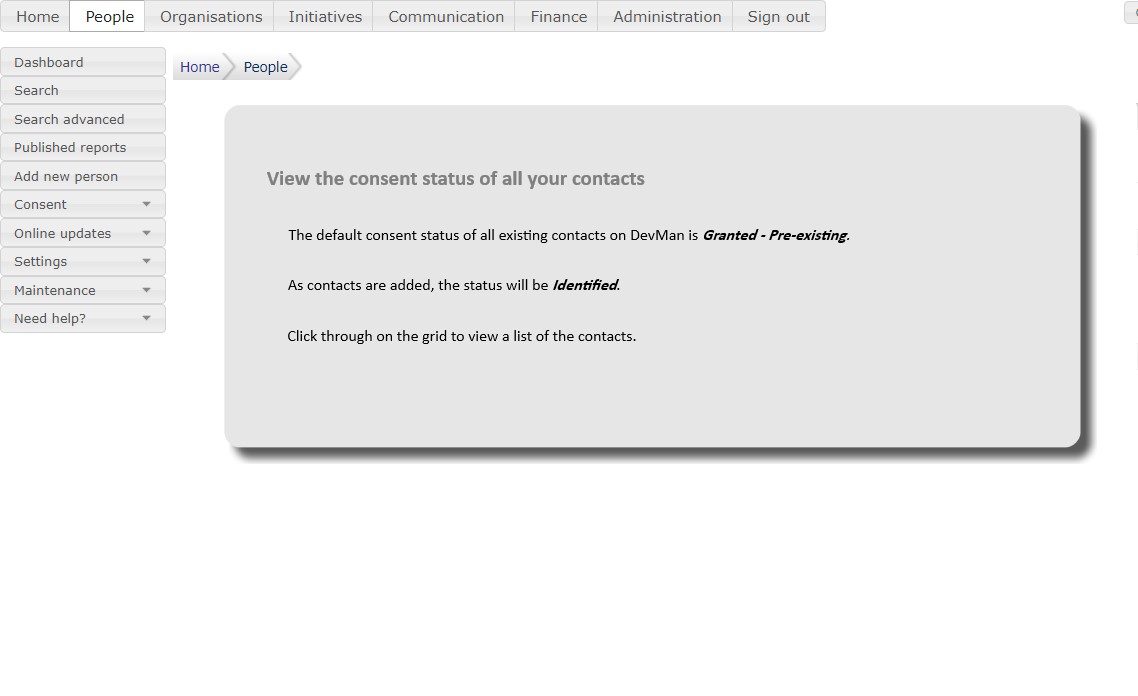 Home People Organisations Initiatives Communication Finance Administration Sign out
Dashboard
Search
Search advanced
Published reports
Add new person
Consent
Online updates
Settings
Maintenance
Need help?
Home People
View the consent status of all your contacts
The default consent status of all existing contacts on DevMan is Granted - Pre-existing.
As contacts are added, the status will be Identified.
Click through on the grid to view a list of the contacts.